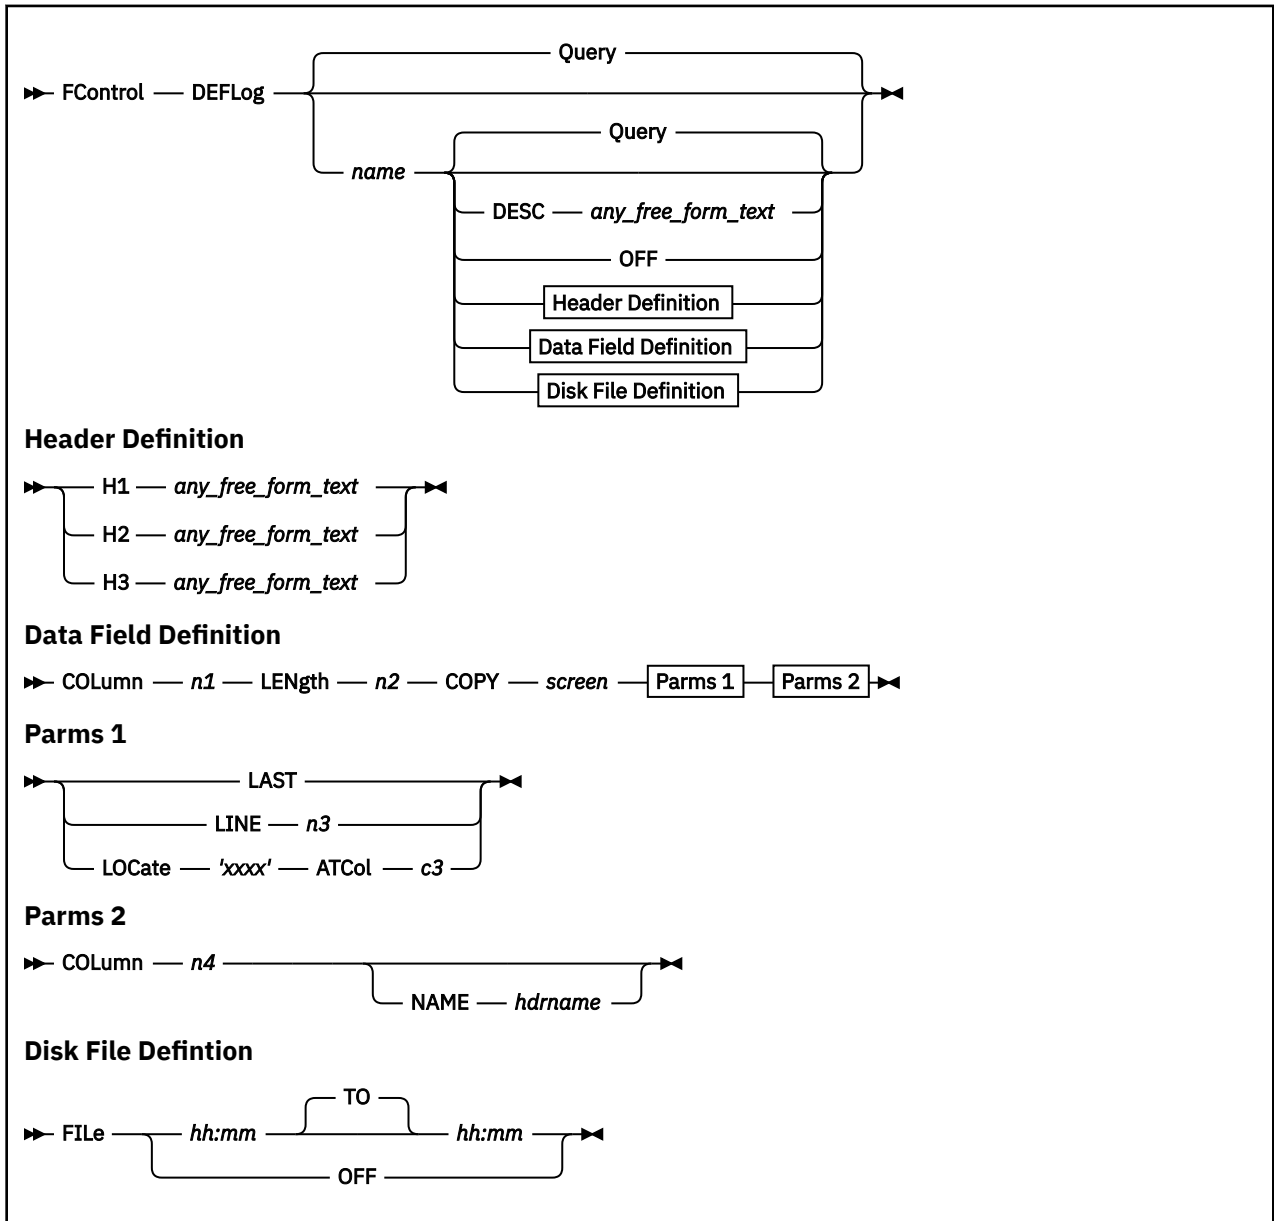 Query
FControl DEFLog
Query
name
DESC any_free_form_text
OFF
Header Definition
Data Field Definition
Disk File Definition
Header Definition
H1 any_free_form_text
H2 any_free_form_text
H3 any_free_form_text
Data Field Definition
COLumn n1 LENgth n2 COPY screen Parms 1 Parms 2
Parms 1
LAST
LINE n3
LOCate 'xxxx' ATCol c3
Parms 2
COLumn n4
NAME hdrname
Disk File Defintion
TO
FILe hh:mm hh:mm
OFF